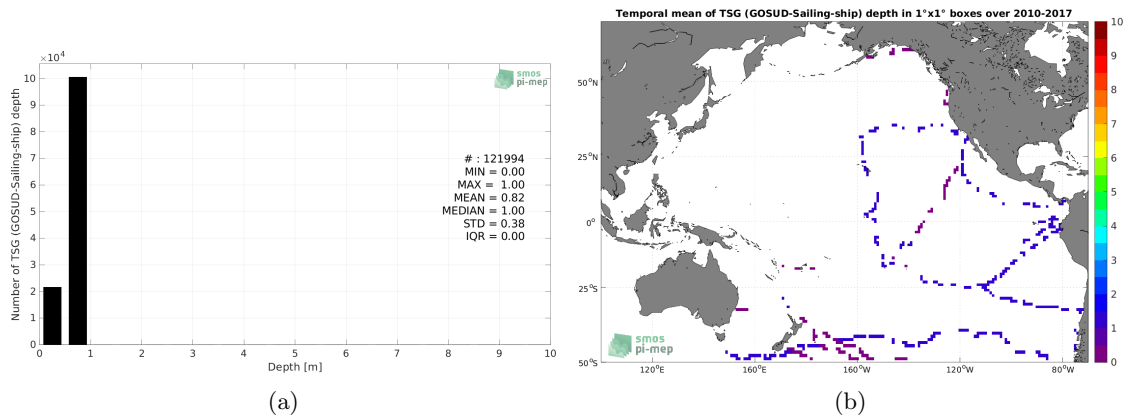 ×10⁴
10
9
8
7
6
5
4
3
2
1
0
Number of TSG (GOSUD-Sailing-ship) depth
smos
pi-mep
# : 121994
MIN = 0.00
MAX = 1.00
MEAN = 0.82
MEDIAN = 1.00
STD = 0.38
IQR = 0.00
0 1 2 3 4 5 6 7 8 9 10
Depth [m]
(a)
Temporal mean of TSG (GOSUD-Sailing-ship) depth in 1°x1° boxes over 2010-2017
50°N
25°N
0°
25°S
50°S
smos
pi-mep
120°E 160°E 160°W 120°W 80°W
10
9
8
7
6
5
4
3
2
1
0
(b)